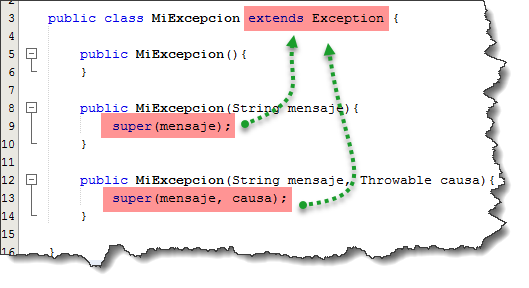 2
3 public class MiExcepcion extends Exception {
4
5 public MiExcepcion(){
6 }
7
8 public MiExcepcion(String mensaje){
9 super(mensaje);
10 }
11
12 public MiExcepcion(String mensaje, Throwable causa){
13 super(mensaje, causa);
14 }
15
16 }